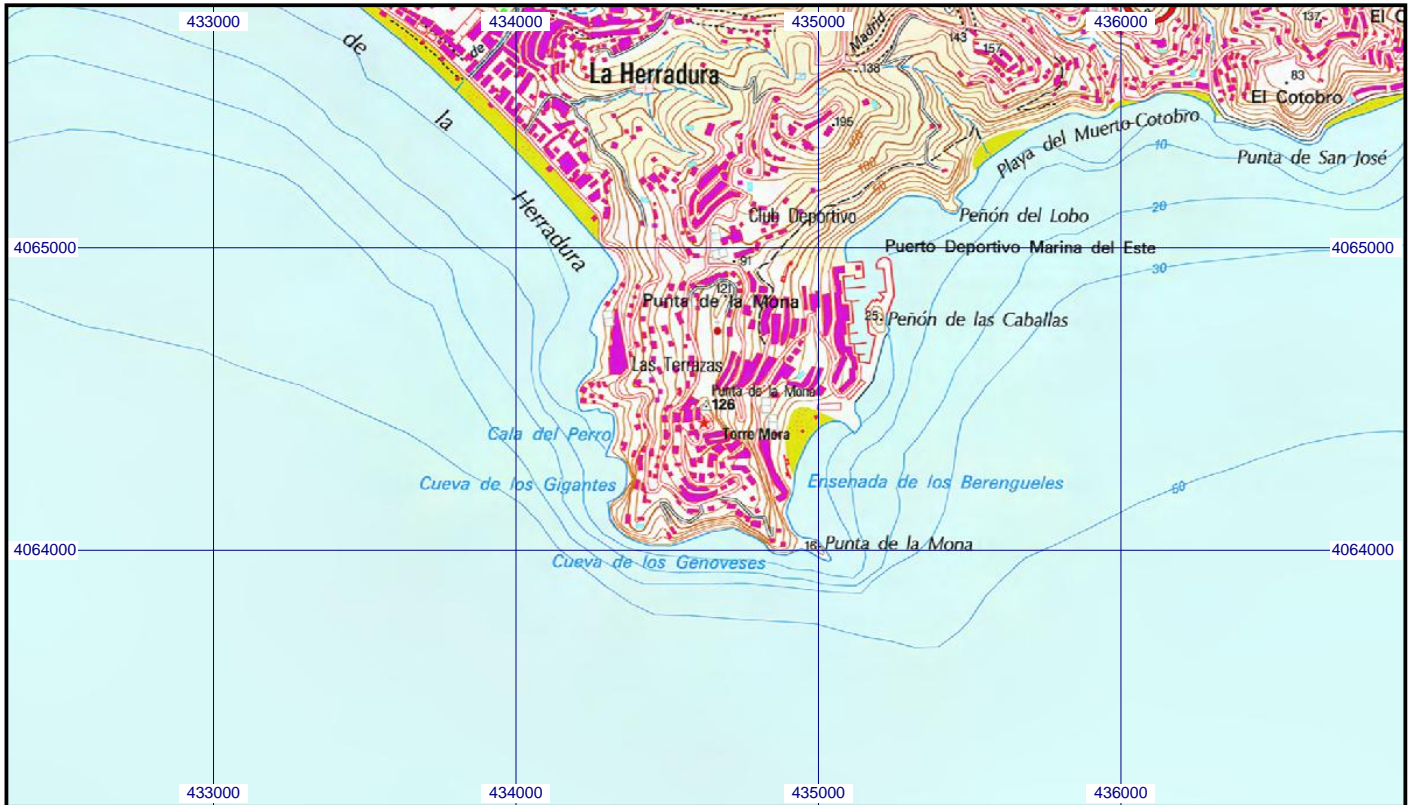 433000
434000
435000
436000
de
la
Herradura
de
Madrid
143
157
137
El C
138
La Herradura
83
El Cotobro
195
100
50
Playa del Muerto-Cotobro
10
Punta de San José
20
Club Deportivo
Peñón del Lobo
4065000
Puerto Deportivo Marina del Este
4065000
91
30
121
Punta de la Mona
25
Peñón de las Caballas
Las Terrazas
Punta de la Mona
126
Cala del Perro
Torre Mora
Cueva de los Gigantes
Ensenada de los Berengueles
50
4064000
16
Punta de la Mona
4064000
Cueva de los Genoveses
433000
434000
435000
436000